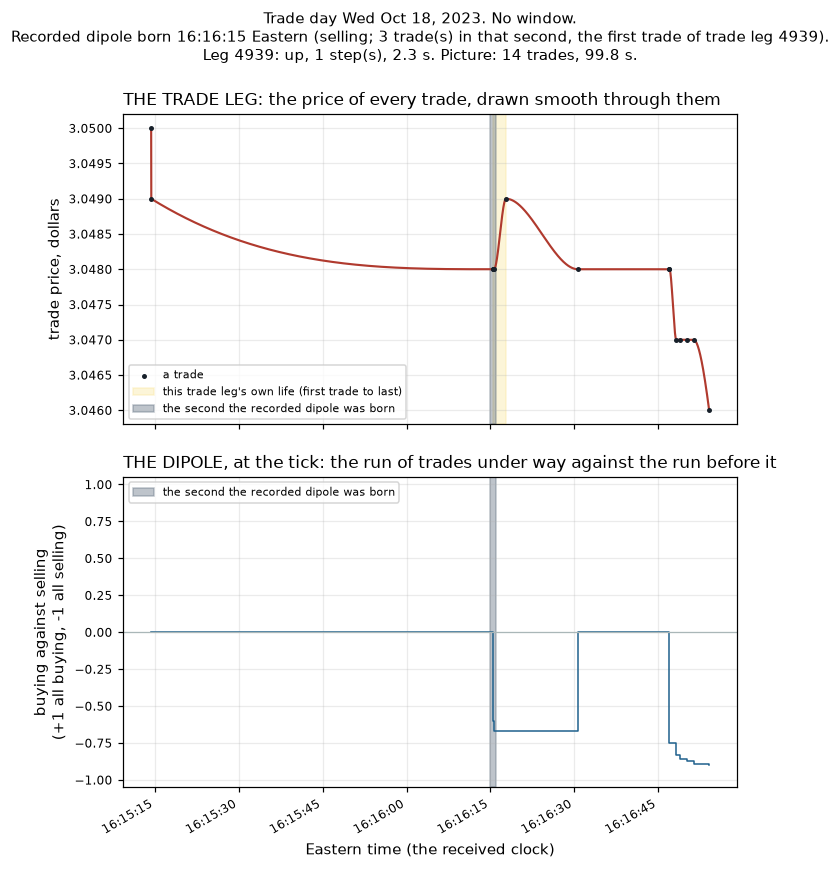 Trade day Wed Oct 18, 2023. No window.
Recorded dipole born 16:16:15 Eastern (selling; 3 trade(s) in that second, the first trade of trade leg 4939).
Leg 4939: up, 1 step(s), 2.3 s. Picture: 14 trades, 99.8 s.
THE TRADE LEG: the price of every trade, drawn smooth through them
3.0500
3.0495
3.0490
3.0485
3.0480
3.0475
3.0470
3.0465
3.0460
trade price, dollars
a trade
this trade leg's own life (first trade to last)
the second the recorded dipole was born
THE DIPOLE, at the tick: the run of trades under way against the run before it
the second the recorded dipole was born
1.00
0.75
0.50
0.25
0.00
−0.25
−0.50
−0.75
−1.00
buying against selling
(+1 all buying, -1 all selling)
16:15:15
16:15:30
16:15:45
16:16:00
16:16:15
16:16:30
16:16:45
Eastern time (the received clock)